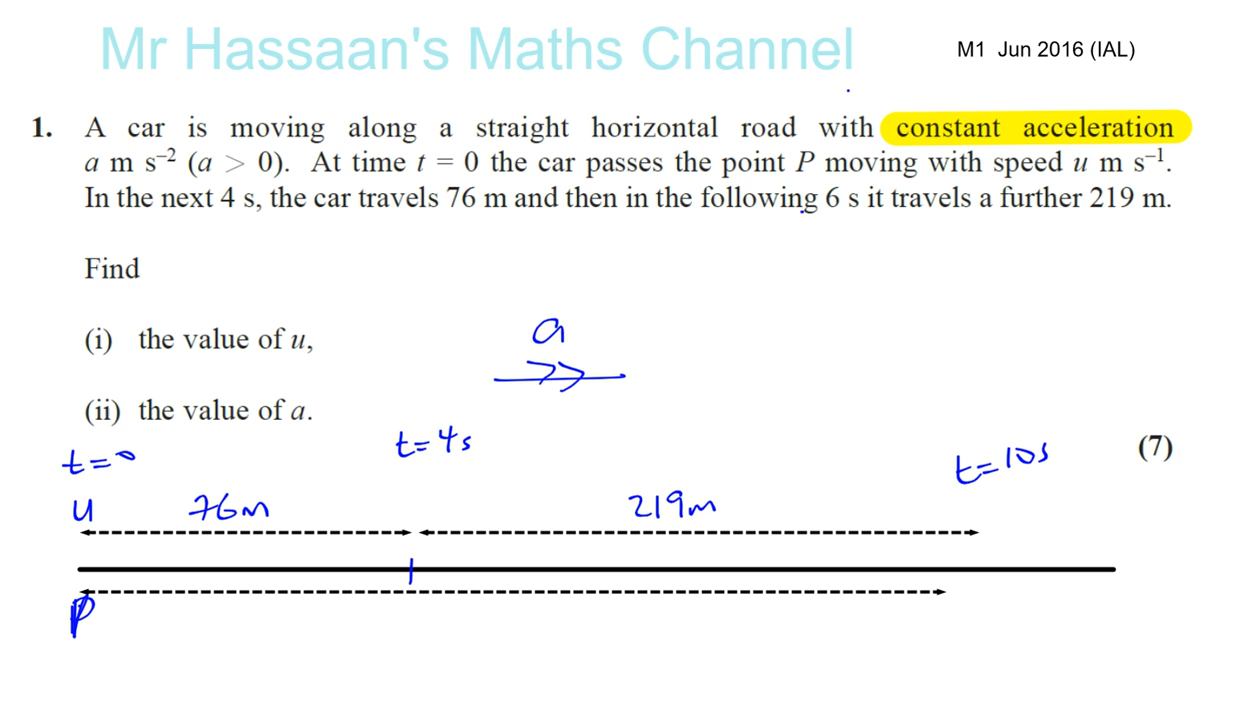 Mr Hassaan's Maths Channel
M1 Jun 2016 (IAL)
1. A car is moving along a straight horizontal road with constant acceleration
a m s⁻² (a > 0). At time t = 0 the car passes the point P moving with speed u m s⁻¹.
In the next 4 s, the car travels 76 m and then in the following 6 s it travels a further 219 m.
Find
(i) the value of u,
a
(ii) the value of a.
(7)
t=0
t=4s
t=10s
u
76m
219m
P